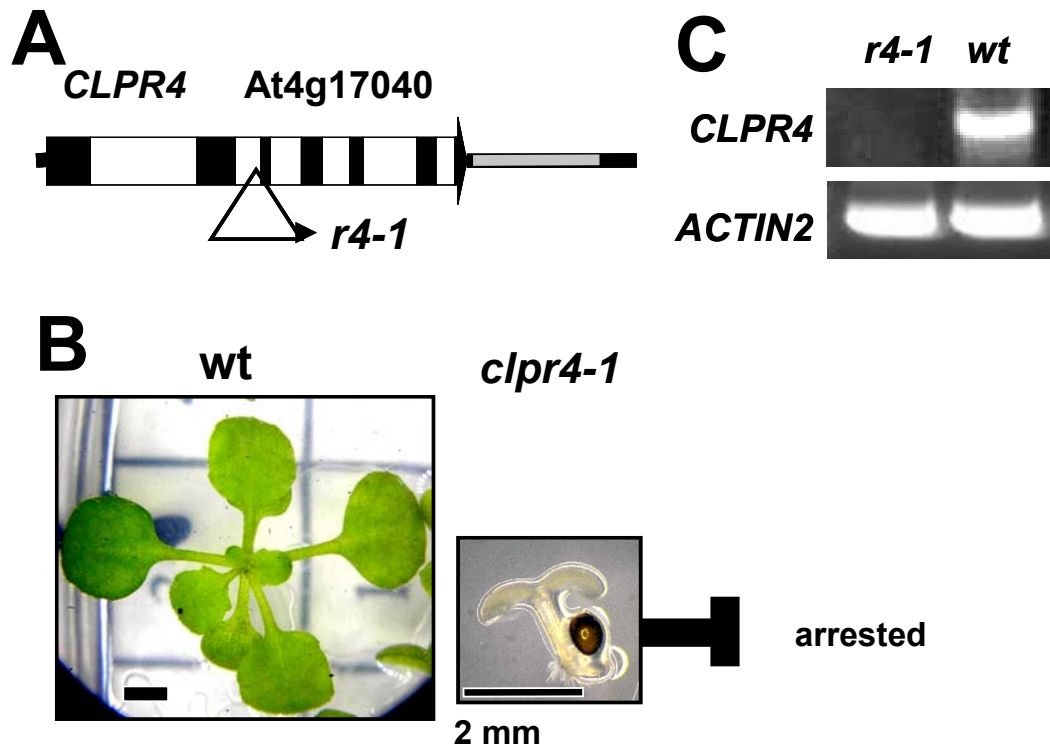 A
CLPR4 At4g17040
r4-1
C
r4-1 wt
CLPR4
ACTIN2
B
wt clpr4-1
arrested
2 mm